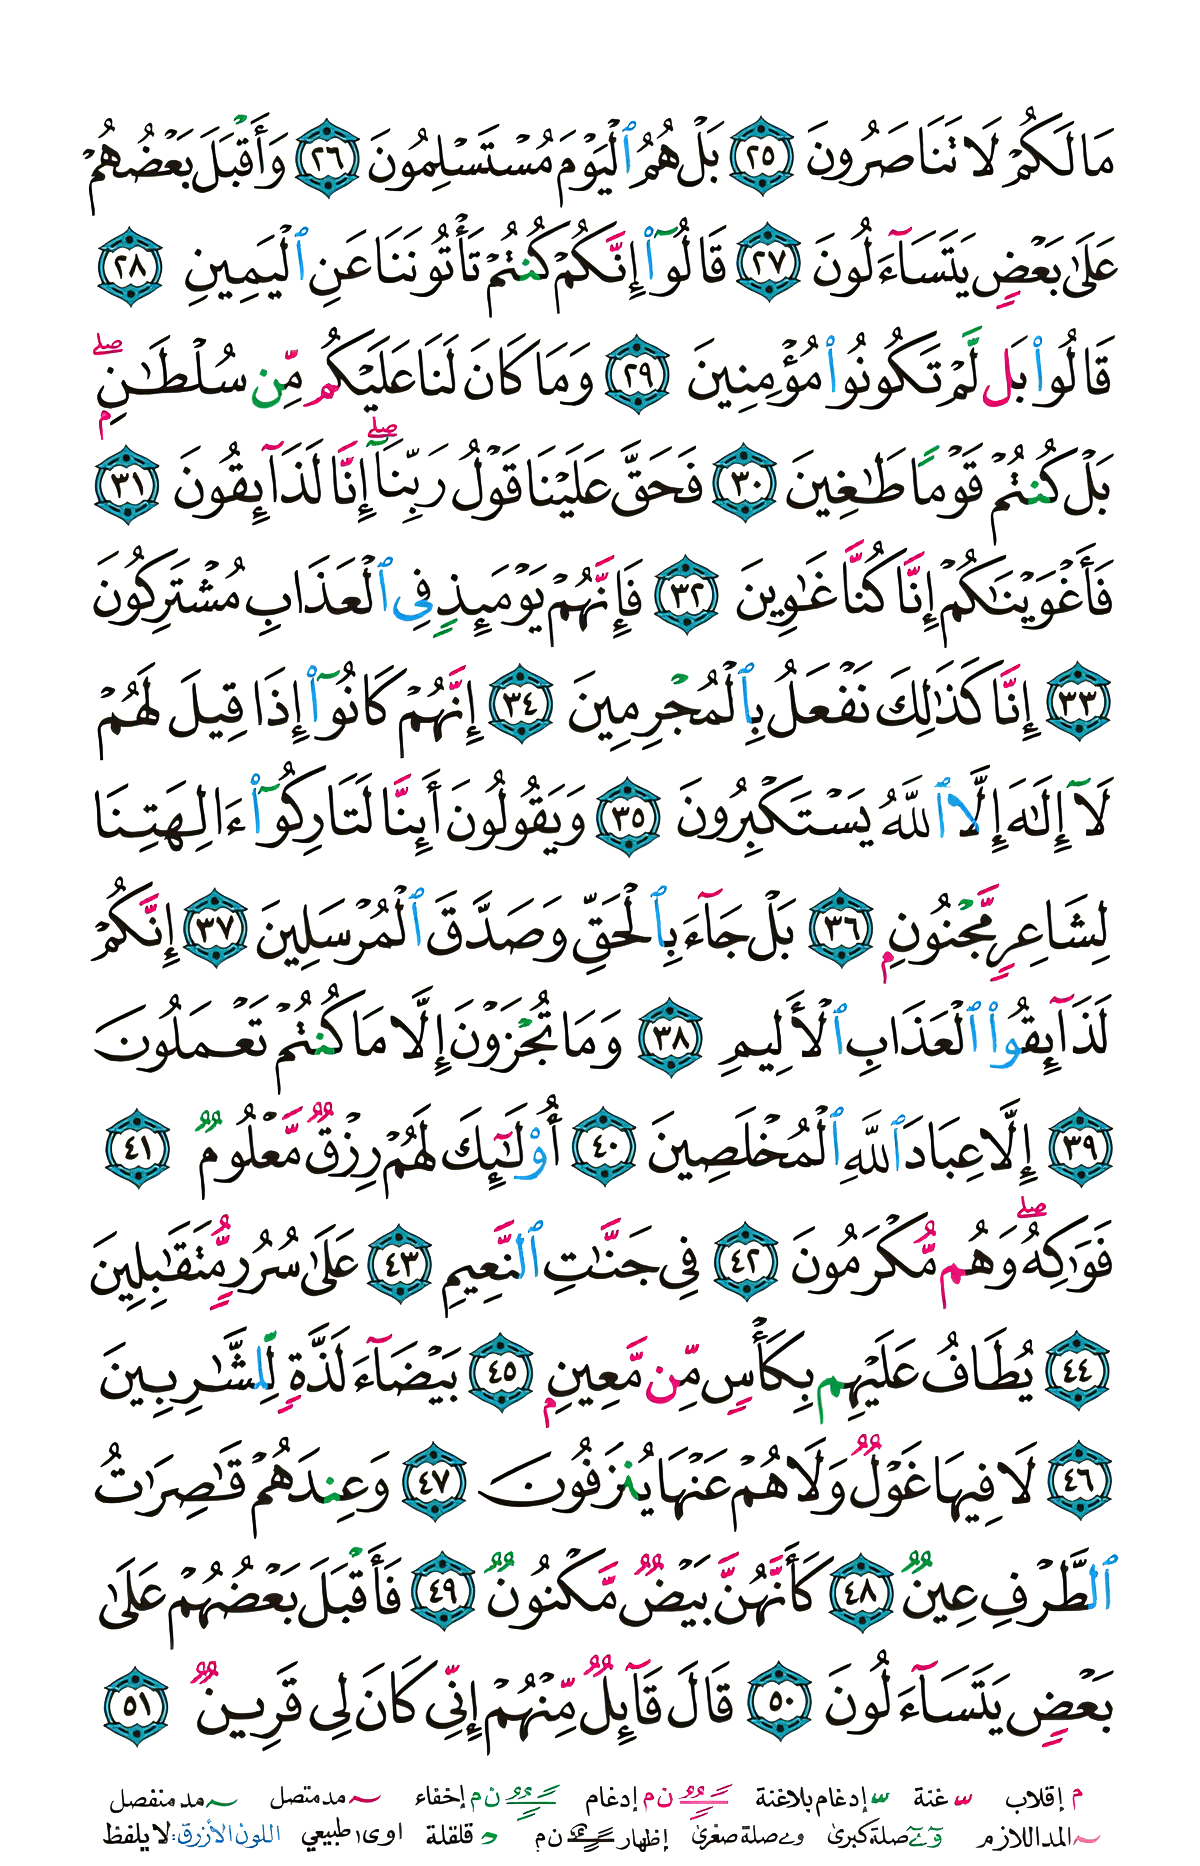 مَا لَكُمْ لَا تَنَاصَرُونَ ٢٥ بَلْ هُمُ ٱلْيَوْمَ مُسْتَسْلِمُونَ ٢٦ وَأَقْبَلَ بَعْضُهُمْ
عَلَىٰ بَعْضٍ يَتَسَآءَلُونَ ٢٧ قَالُوٓا۟ إِنَّكُمْ كُنتُمْ تَأْتُونَنَا عَنِ ٱلْيَمِينِ ٢٨
قَالُوا۟ بَل لَّمْ تَكُونُوا۟ مُؤْمِنِينَ ٢٩ وَمَا كَانَ لَنَا عَلَيْكُم مِّن سُلْطَـٰنٍۭ ۖ
بَلْ كُنتُمْ قَوْمًا طَـٰغِينَ ٣٠ فَحَقَّ عَلَيْنَا قَوْلُ رَبِّنَآ ۖ إِنَّا لَذَآئِقُونَ ٣١
فَأَغْوَيْنَـٰكُمْ إِنَّا كُنَّا غَـٰوِينَ ٣٢ فَإِنَّهُمْ يَوْمَئِذٍ فِى ٱلْعَذَابِ مُشْتَرِكُونَ
٣٣ إِنَّا كَذَٰلِكَ نَفْعَلُ بِٱلْمُجْرِمِينَ ٣٤ إِنَّهُمْ كَانُوٓا۟ إِذَا قِيلَ لَهُمْ
لَآ إِلَـٰهَ إِلَّا ٱللَّهُ يَسْتَكْبِرُونَ ٣٥ وَيَقُولُونَ أَئِنَّا لَتَارِكُوٓا۟ ءَالِهَتِنَا
لِشَاعِرٍ مَّجْنُونٍۭ ٣٦ بَلْ جَآءَ بِٱلْحَقِّ وَصَدَّقَ ٱلْمُرْسَلِينَ ٣٧ إِنَّكُمْ
لَذَآئِقُوا۟ ٱلْعَذَابِ ٱلْأَلِيمِ ٣٨ وَمَا تُجْزَوْنَ إِلَّا مَا كُنتُمْ تَعْمَلُونَ
٣٩ إِلَّا عِبَادَ ٱللَّهِ ٱلْمُخْلَصِينَ ٤٠ أُو۟لَـٰٓئِكَ لَهُمْ رِزْقٌ مَّعْلُومٌ ٤١
فَوَٰكِهُ ۖ وَهُم مُّكْرَمُونَ ٤٢ فِى جَنَّـٰتِ ٱلنَّعِيمِ ٤٣ عَلَىٰ سُرُرٍ مُّتَقَـٰبِلِينَ
٤٤ يُطَافُ عَلَيْهِم بِكَأْسٍ مِّن مَّعِينٍۭ ٤٥ بَيْضَآءَ لَذَّةٍ لِّلشَّـٰرِبِينَ
٤٦ لَا فِيهَا غَوْلٌ وَلَا هُمْ عَنْهَا يُنزَفُونَ ٤٧ وَعِندَهُمْ قَـٰصِرَٰتُ
ٱلطَّرْفِ عِينٌ ٤٨ كَأَنَّهُنَّ بَيْضٌ مَّكْنُونٌ ٤٩ فَأَقْبَلَ بَعْضُهُمْ عَلَىٰ
بَعْضٍ يَتَسَآءَلُونَ ٥٠ قَالَ قَآئِلٌ مِّنْهُمْ إِنِّى كَانَ لِى قَرِينٌ ٥١
م إقلاب غنة إدغام بلاغنة ن م إدغام ن م إخفاء مد متصل مد منفصل
المد اللازم صلة كبرى و ے صلة صغرى إظهار ن م قلقلة ا و ى طبيعي اللون الأزرق: لا يلفظ